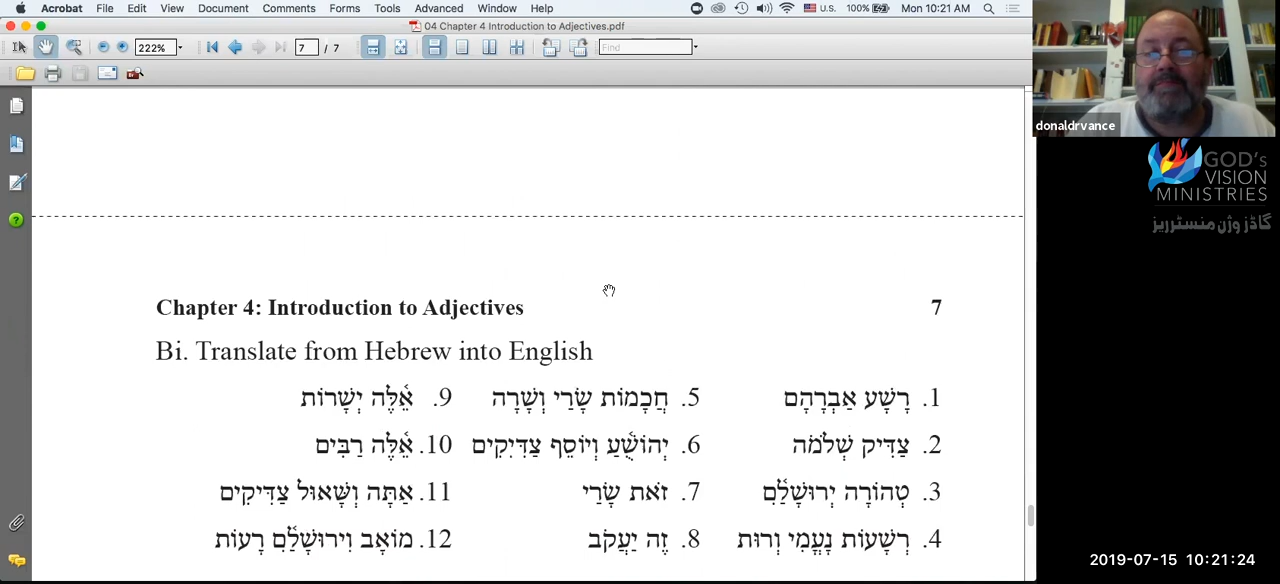 Acrobat File Edit View Document Comments Forms Tools Advanced Window Help U.S. 100% Mon 10:21 AM
04 Chapter 4 Introduction to Adjectives.pdf
222% 7 / 7 Find
donaldrvance
GOD's
VISION
MINISTRIES
گاڈز وژن منسٹریز
Chapter 4: Introduction to Adjectives 7
Bi. Translate from Hebrew into English
1. רָשָׁע אַבְרָהָם 5. חֲכָמוֹת שָׂרַי וְשָׂרָה 9. אֵ֫לֶּה יְשָׁרוֹת
2. צַדִּיק שְׁלֹמֹה 6. יְהוֹשֻׁ֫עַ וְיוֹסֵף צַדִּיקִים 10. אֵ֫לֶּה רַבִּים
3. טְהוֹרָה יְרוּשָׁלַ֫ ͏ִם 7. זֹאת שָׂרַי 11. אַתָּה וְשָׁאוּל צַדִּיקִים
4. רְשָׁעוֹת נָעֳמִי וְרוּת 8. זֶה יַעֲקֹב 12. מוֹאָב וִירוּשָׁלַ֫ ͏ִם רָעוֹת
2019-07-15 10:21:24